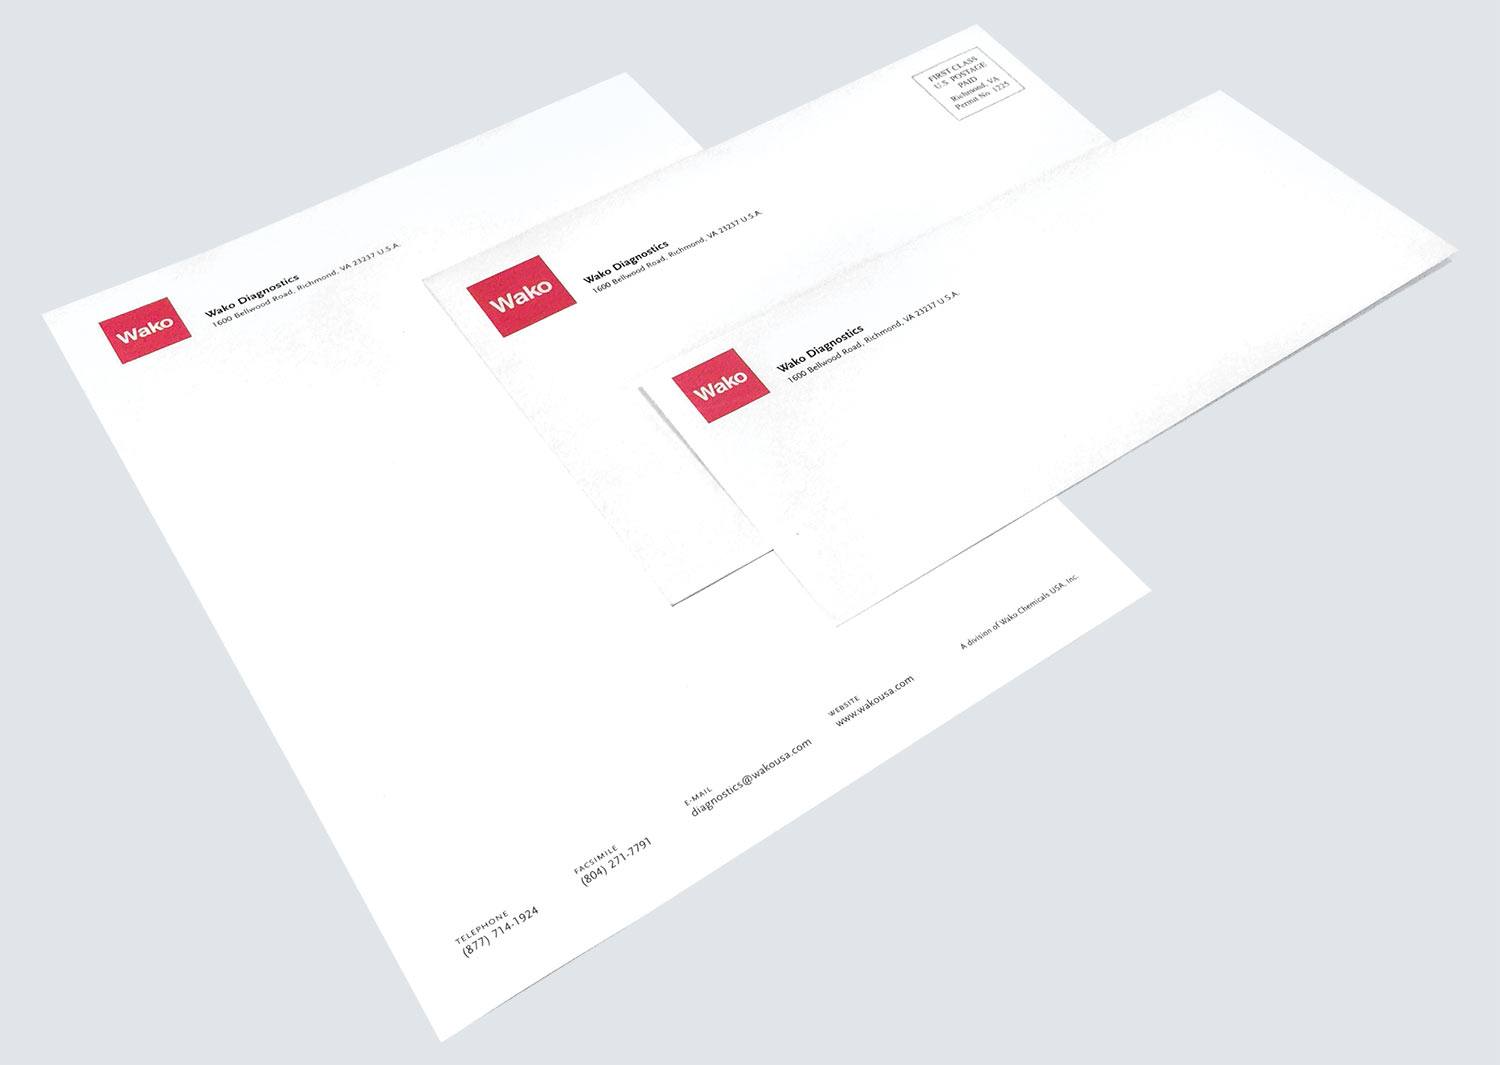 Wako
Wako Diagnostics
1600 Bellwood Road, Richmond, VA 23237 U.S.A.
TELEPHONE
(877) 714-1924
FACSIMILE
(804) 271-7791
E-MAIL
diagnostics@wakousa.com
WEBSITE
www.wakousa.com
A division of Wako Chemicals USA, Inc.
Wako
Wako Diagnostics
1600 Bellwood Road, Richmond, VA 23237 U.S.A.
FIRST CLASS
U.S. POSTAGE
PAID
Richmond, VA
Permit No. 1225
Wako
Wako Diagnostics
1600 Bellwood Road, Richmond, VA 23237 U.S.A.